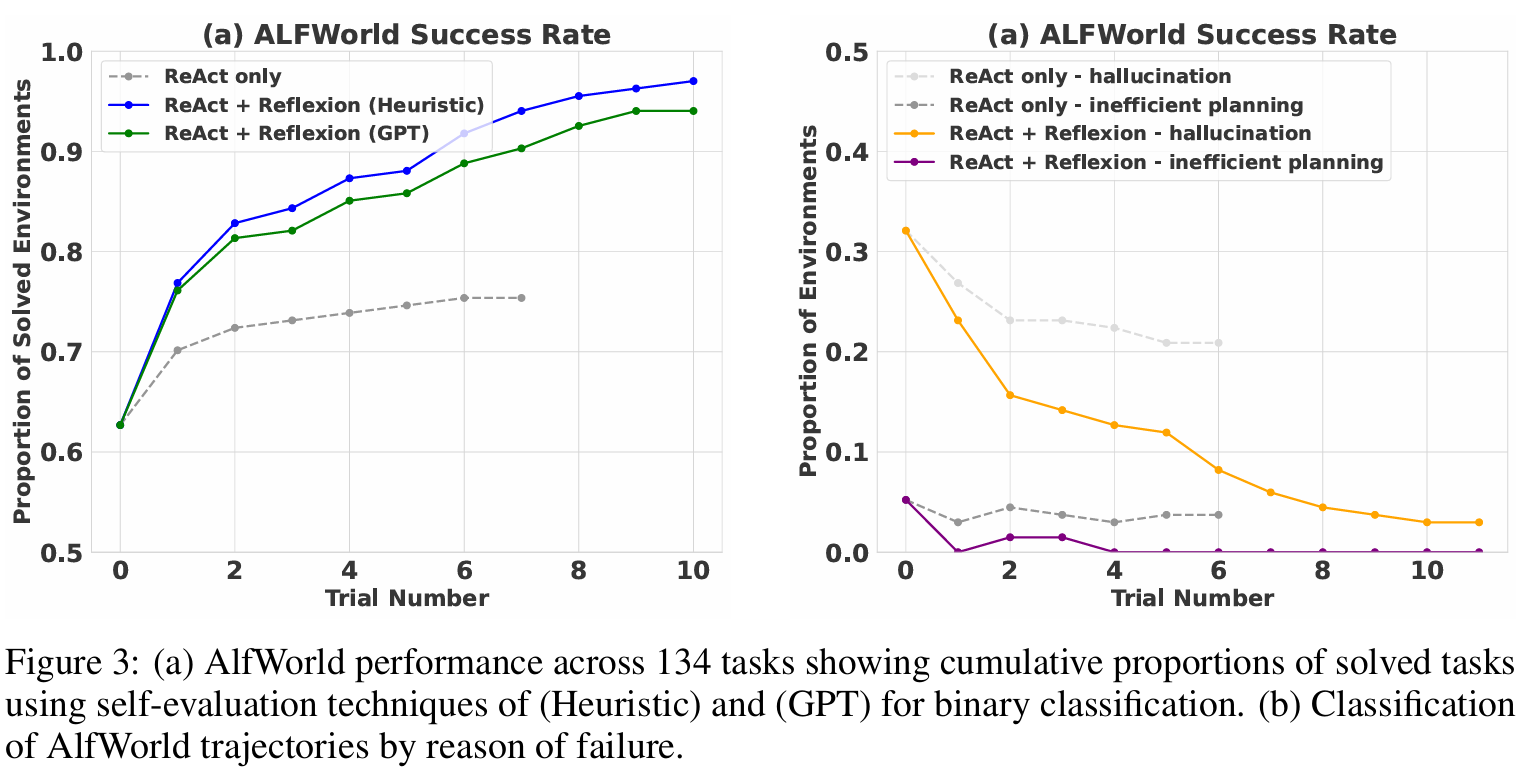 (a) ALFWorld Success Rate
ReAct only
ReAct + Reflexion (Heuristic)
ReAct + Reflexion (GPT)
Proportion of Solved Environments
1.0
0.9
0.8
0.7
0.6
0.5
0 2 4 6 8 10
Trial Number
(a) ALFWorld Success Rate
ReAct only - hallucination
ReAct only - inefficient planning
ReAct + Reflexion - hallucination
ReAct + Reflexion - inefficient planning
Proportion of Environments
0.5
0.4
0.3
0.2
0.1
0.0
0 2 4 6 8 10
Trial Number
Figure 3: (a) AlfWorld performance across 134 tasks showing cumulative proportions of solved tasks
using self-evaluation techniques of (Heuristic) and (GPT) for binary classification. (b) Classification
of AlfWorld trajectories by reason of failure.